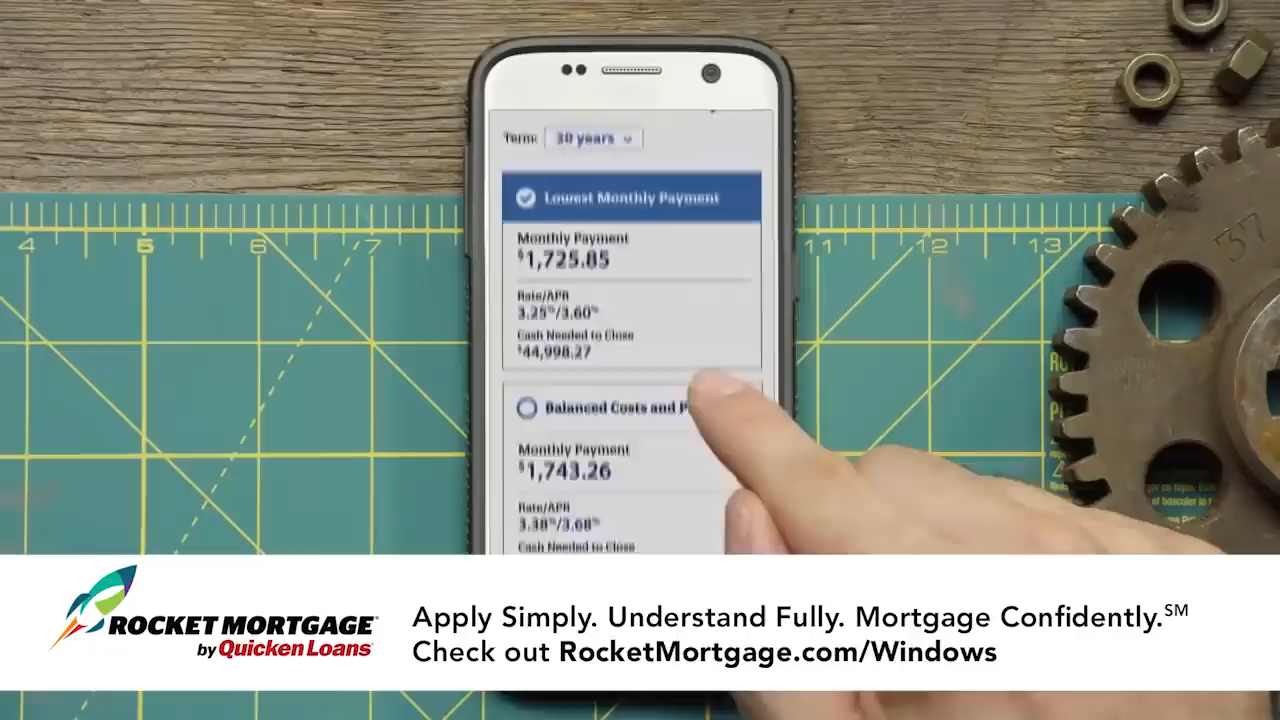 Term: 30 years
Lowest Monthly Payment
Monthly Payment
$1,725.85
Rate/APR
3.25%/3.60%
Cash Needed to Close
$44,998.27
Balanced Costs and
Monthly Payment
$1,743.26
Rate/APR
3.38%/3.68%
Cash Needed to Close
4 5 6 7 11 12 13
37
ROCKET MORTGAGE
by Quicken Loans
Apply Simply. Understand Fully. Mortgage Confidently.℠
Check out RocketMortgage.com/Windows